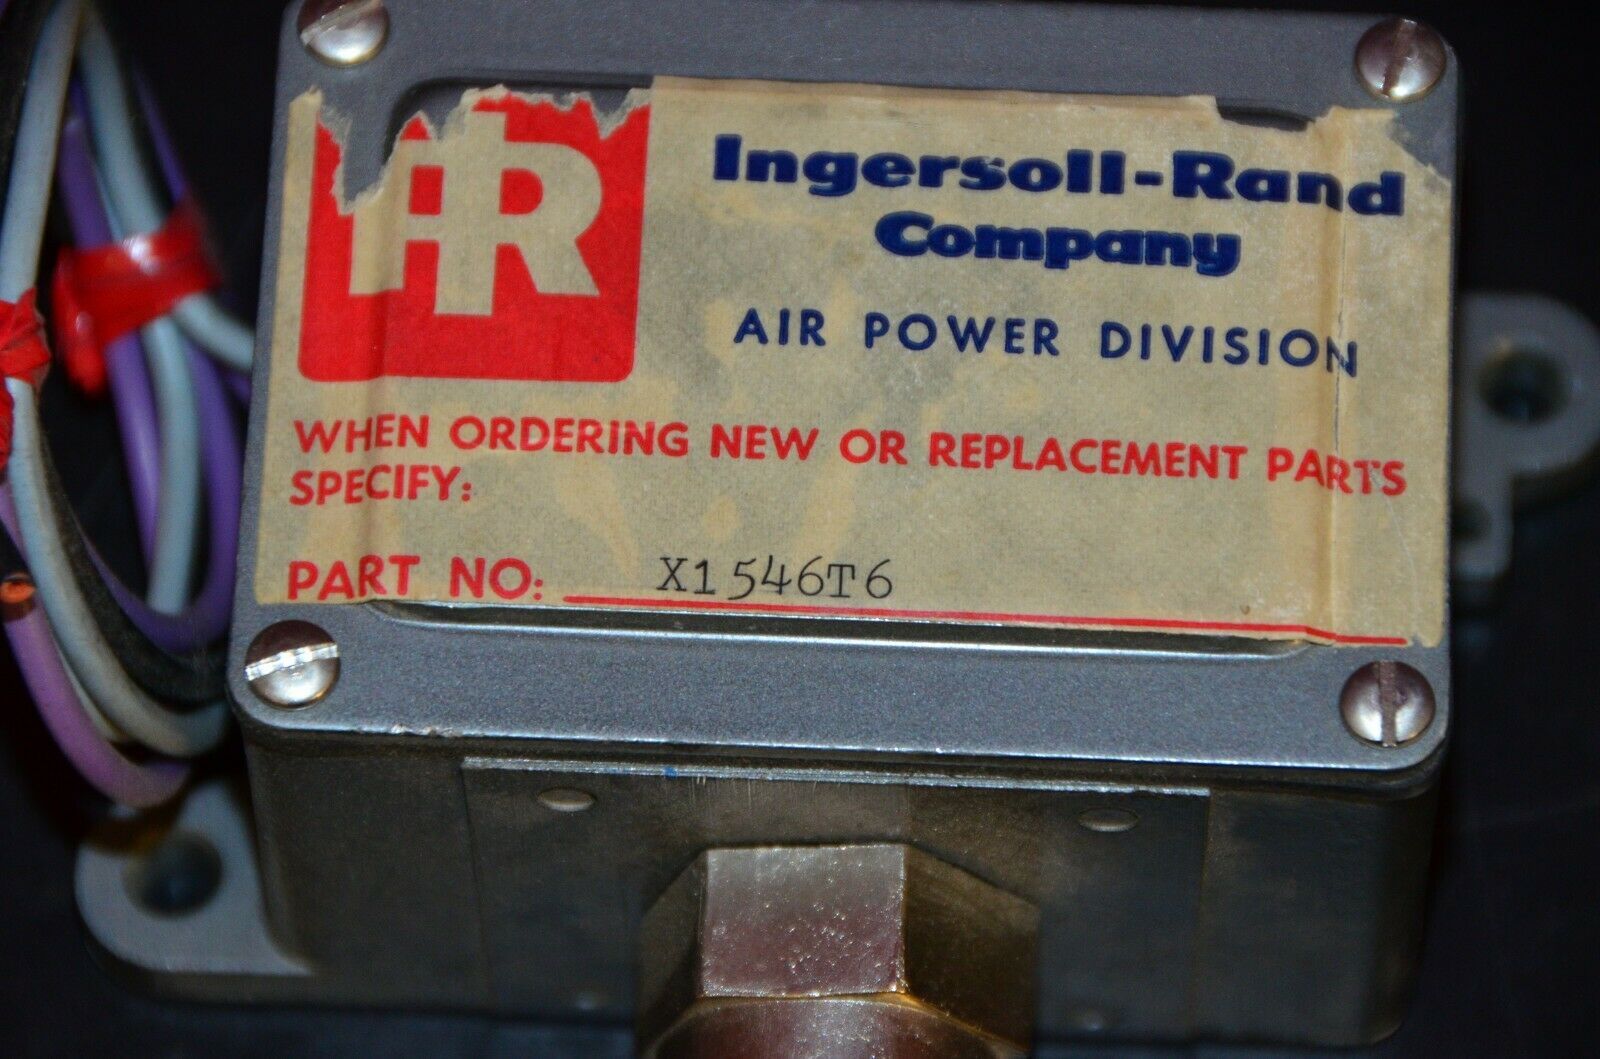 IR
Ingersoll-Rand
Company
AIR POWER DIVISION
WHEN ORDERING NEW OR REPLACEMENT PARTS
SPECIFY:
PART NO: X1546T6